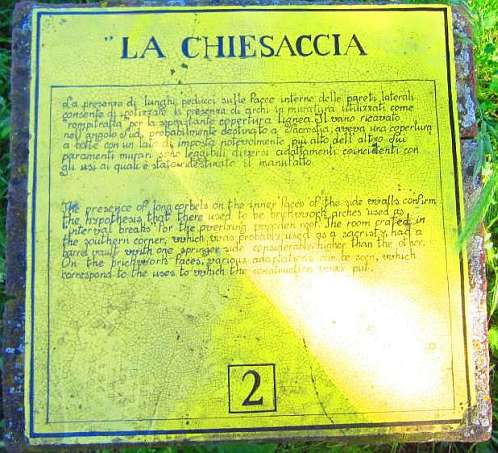 LA CHIESACCIA
La presenza di lunghi peducci sulle facce interne delle pareti laterali
consente di ipotizzare la presenza di archi in muratura utilizzati come
rompitratta per la sovrastante copertura lignea. Il vano ricavato
nell'angolo Sud, probabilmente destinato a Sacrestia, aveva una copertura
a botte con un lato di imposta notevolmente più alto dell'altro. Sui
paramenti murari sono leggibili diversi adattamenti coincidenti con
gli usi ai quali è stato destinato il manufatto.
The presence of long corbels on the inner faces of the side walls confirm
the hypothesis that there used to be brickwork arches used as
interval breaks for the overlying wooden roof. The room crafted in
the southern corner, which was probably used as a sacristy, had a
barrel vault with one springer side considerably higher than the other.
On the brickwork faces, various adaptations can be seen, which
correspond to the uses to which the construction was put.
2